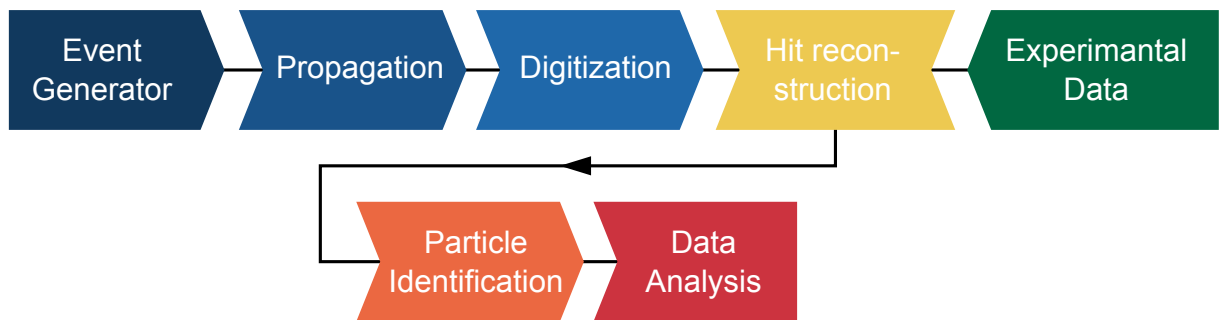 Event
Generator
Propagation
Digitization
Hit recon-
struction
Experimantal
Data
Particle
Identification
Data
Analysis